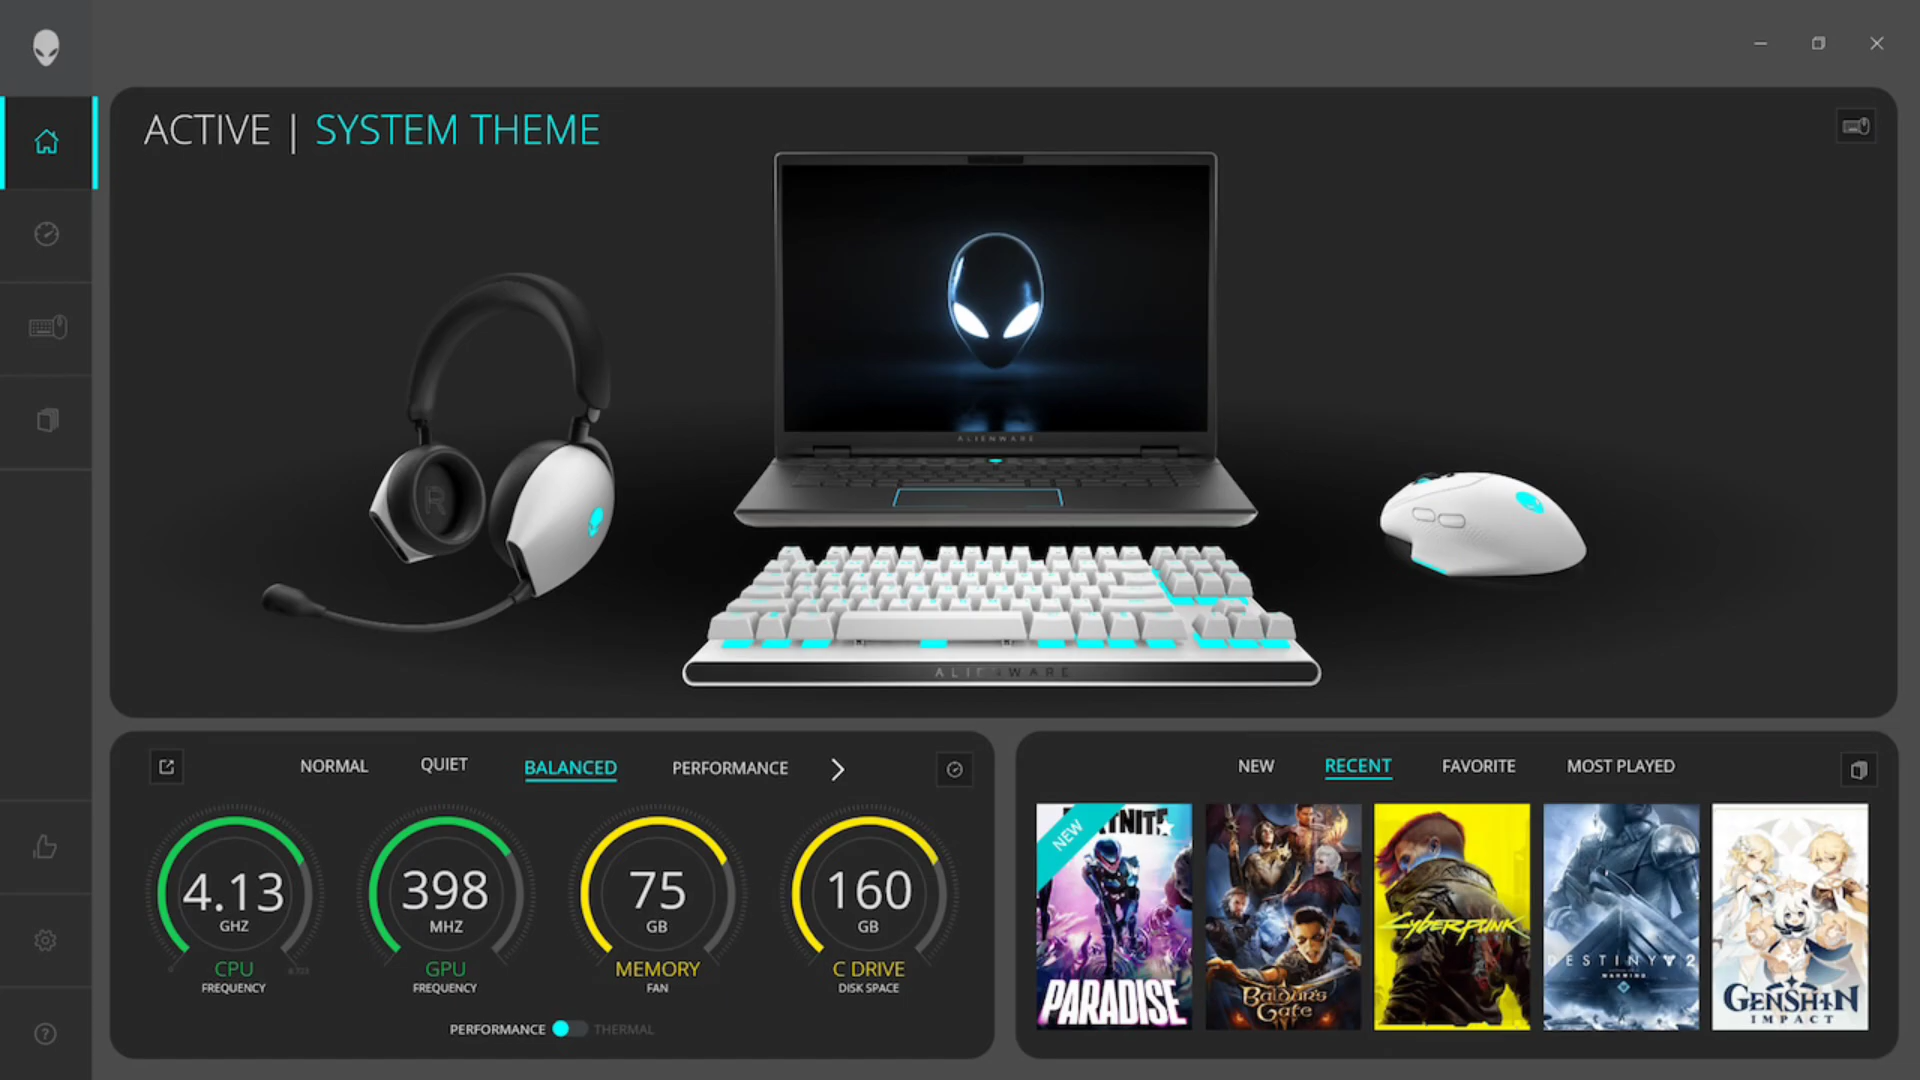 ACTIVE | SYSTEM THEME
ALIENWARE
R
ALIENWARE
NORMAL QUIET BALANCED PERFORMANCE
4.13
GHZ
CPU
FREQUENCY
398
MHZ
GPU
FREQUENCY
75
GB
MEMORY
FAN
160
GB
C DRIVE
DISK SPACE
PERFORMANCE THERMAL
NEW RECENT FAVORITE MOST PLAYED
NEW
PARADISE
Baldur's
Gate
CYBERPUNK
DESTINY 2
GENSHIN
IMPACT